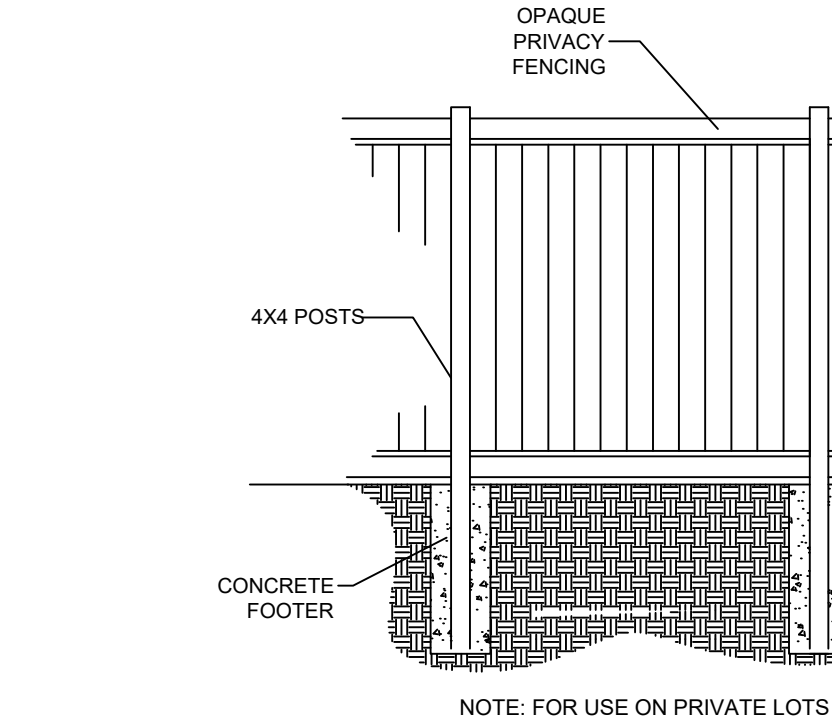 OPAQUE
PRIVACY
FENCING
4X4 POSTS
CONCRETE
FOOTER
NOTE: FOR USE ON PRIVATE LOTS